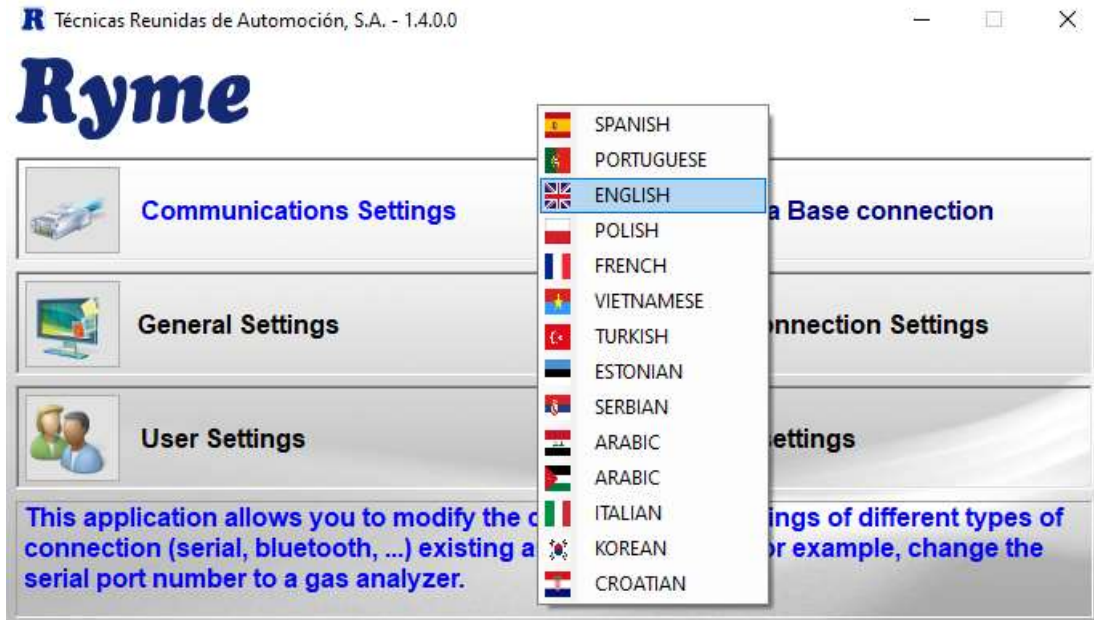 Técnicas Reunidas de Automoción, S.A. - 1.4.0.0
Ryme
SPANISH
PORTUGUESE
ENGLISH
POLISH
FRENCH
VIETNAMESE
TURKISH
ESTONIAN
SERBIAN
ARABIC
ARABIC
ITALIAN
KOREAN
CROATIAN
Communications Settings
a Base connection
General Settings
nnection Settings
User Settings
ettings
This application allows you to modify the c ings of different types of
connection (serial, bluetooth, ...) existing a or example, change the
serial port number to a gas analyzer.